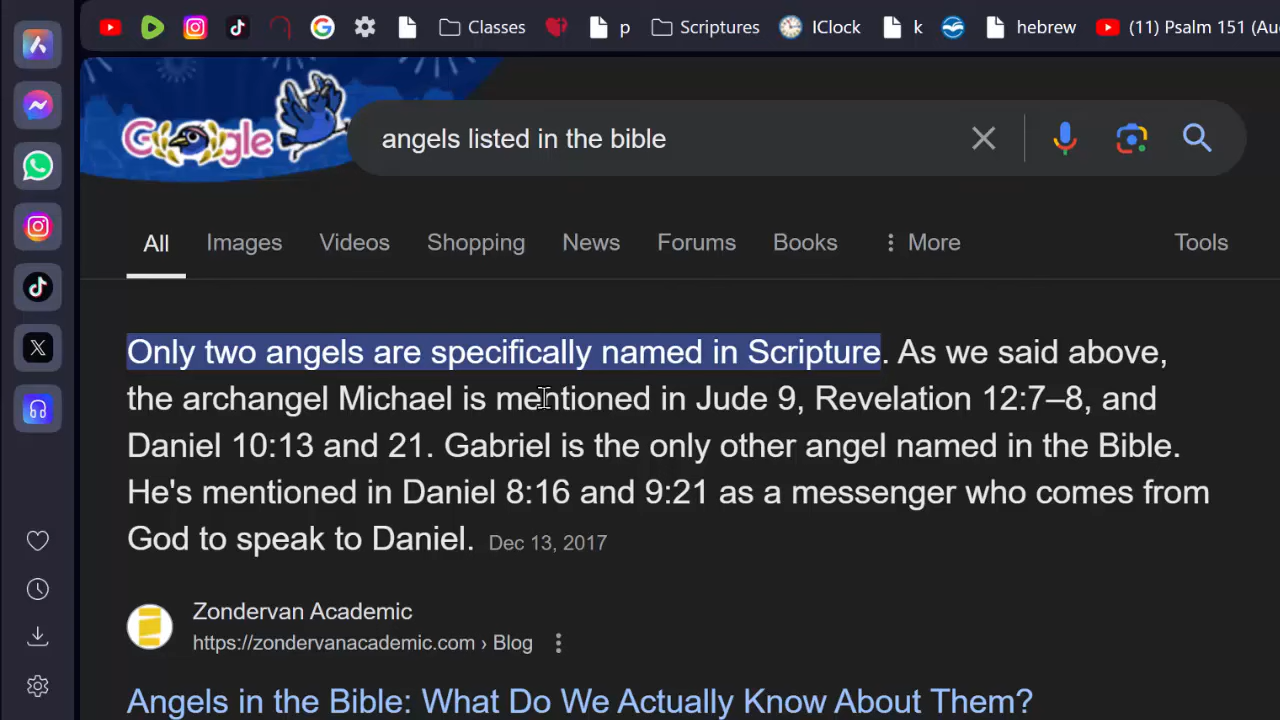 Classes
p
Scriptures
IClock
k
hebrew
(11) Psalm 151 (Au
Google
angels listed in the bible
All
Images
Videos
Shopping
News
Forums
Books
More
Tools
Only two angels are specifically named in Scripture. As we said above,
the archangel Michael is mentioned in Jude 9, Revelation 12:7–8, and
Daniel 10:13 and 21. Gabriel is the only other angel named in the Bible.
He's mentioned in Daniel 8:16 and 9:21 as a messenger who comes from
God to speak to Daniel. Dec 13, 2017
Zondervan Academic
https://zondervanacademic.com › Blog
Angels in the Bible: What Do We Actually Know About Them?